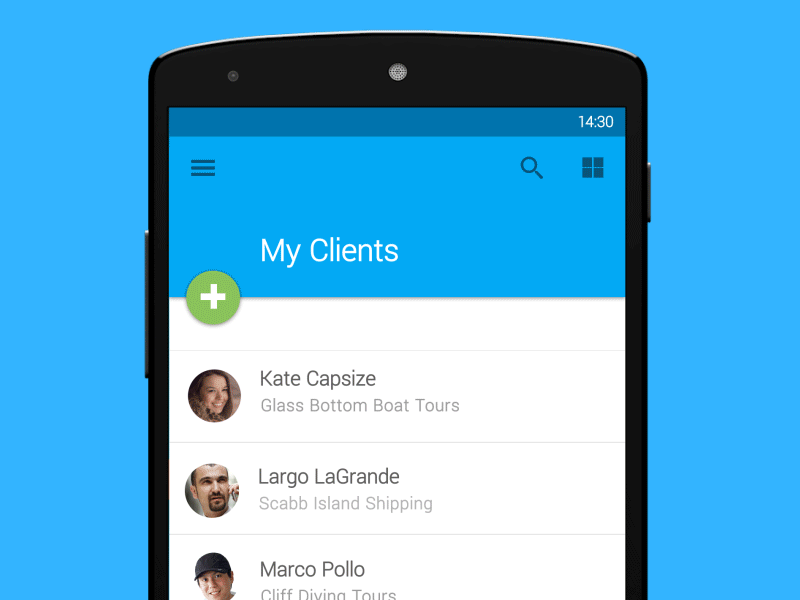 14:30
My Clients
Kate Capsize
Glass Bottom Boat Tours
Largo LaGrande
Scabb Island Shipping
Marco Pollo
Cliff Diving Tours